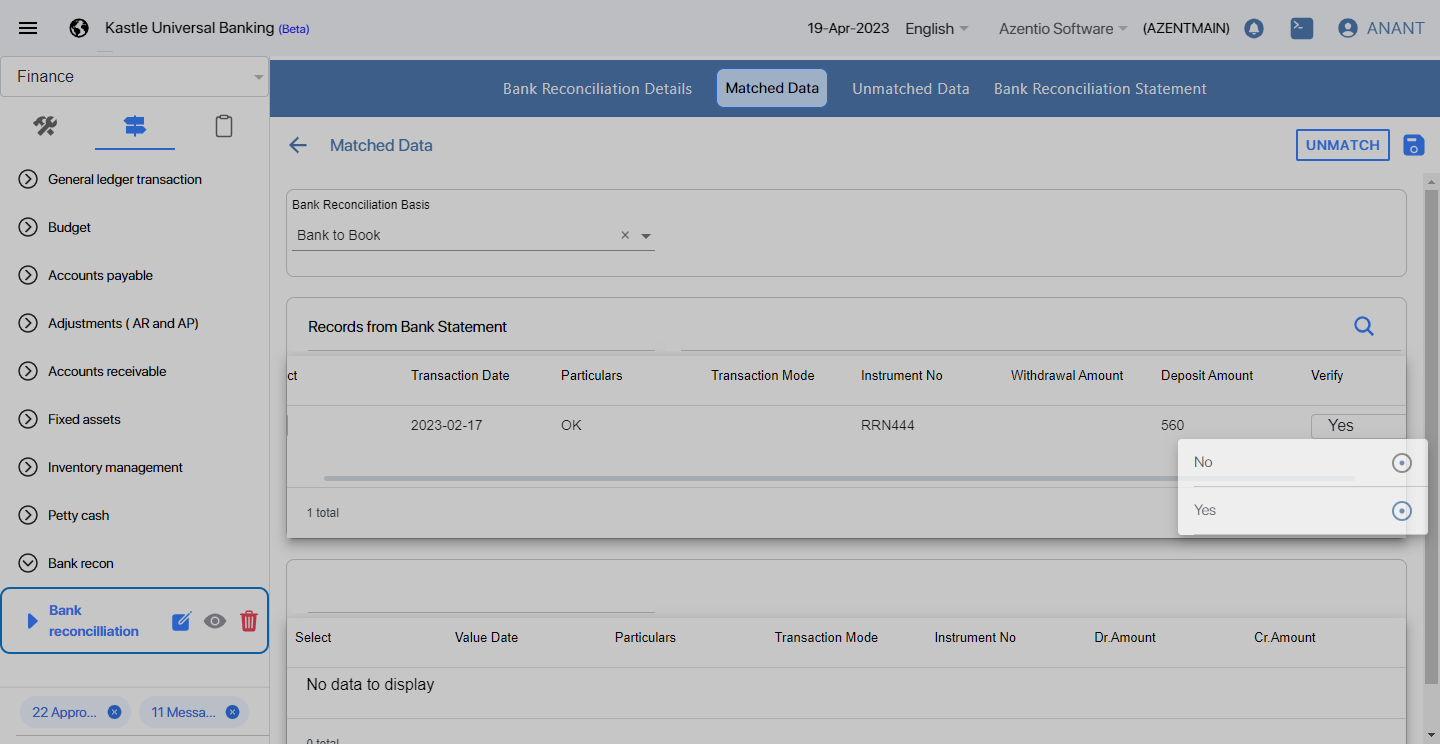 Kastle Universal Banking (Beta)
19-Apr-2023
English
Azentio Software
(AZENTMAIN)
ANANT
Finance
Bank Reconciliation Details
Matched Data
Unmatched Data
Bank Reconciliation Statement
Matched Data
UNMATCH
General ledger transaction
Budget
Accounts payable
Adjustments ( AR and AP)
Accounts receivable
Fixed assets
Inventory management
Petty cash
Bank recon
Bank
reconcilliation
22 Appro...
11 Messa...
Bank Reconciliation Basis
Bank to Book
Records from Bank Statement
ct Transaction Date Particulars Transaction Mode Instrument No Withdrawal Amount Deposit Amount Verify
2023-02-17 OK RRN444 560 Yes
No
Yes
1 total
Select Value Date Particulars Transaction Mode Instrument No Dr.Amount Cr.Amount
No data to display
0 total